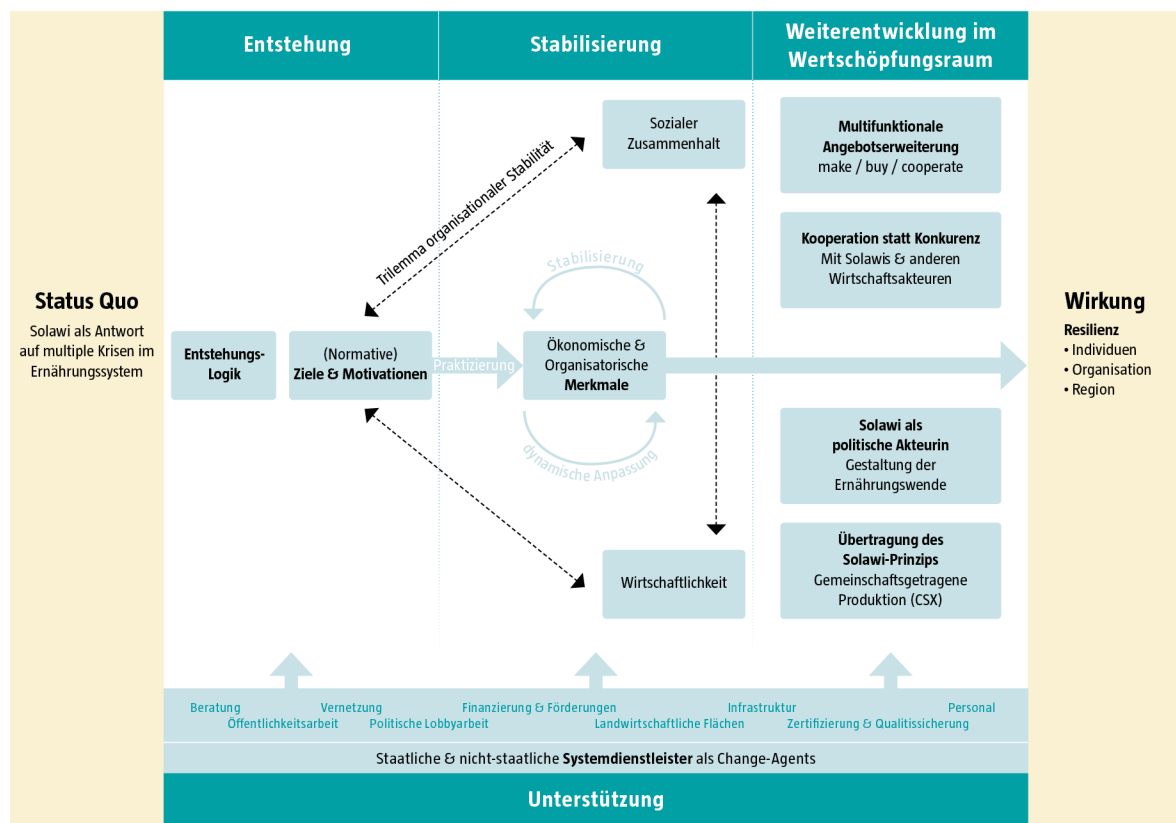 Entstehung
Stabilisierung
Weiterentwicklung im
Wertschöpfungsraum
Status Quo
Solawi als Antwort
auf multiple Krisen im
Ernährungssystem
Entstehungs-
Logik
(Normative)
Ziele & Motivationen
Trilemma organisationaler Stabilität
Praktizierung
Sozialer
Zusammenhalt
Stabilisierung
Ökonomische &
Organisatorische
Merkmale
dynamische Anpassung
Wirtschaftlichkeit
Multifunktionale
Angebotserweiterung
make / buy / cooperate
Kooperation statt Konkurenz
Mit Solawis & anderen
Wirtschaftsakteuren
Solawi als
politische Akteurin
Gestaltung der
Ernährungswende
Übertragung des
Solawi-Prinzips
Gemeinschaftsgetragene
Produktion (CSX)
Wirkung
Resilienz
• Individuen
• Organisation
• Region
Beratung Vernetzung Finanzierung & Förderungen Infrastruktur Personal
Öffentlichkeitsarbeit Politische Lobbyarbeit Landwirtschaftliche Flächen Zertifizierung & Qualitissicherung
Staatliche & nicht-staatliche Systemdienstleister als Change-Agents
Unterstützung